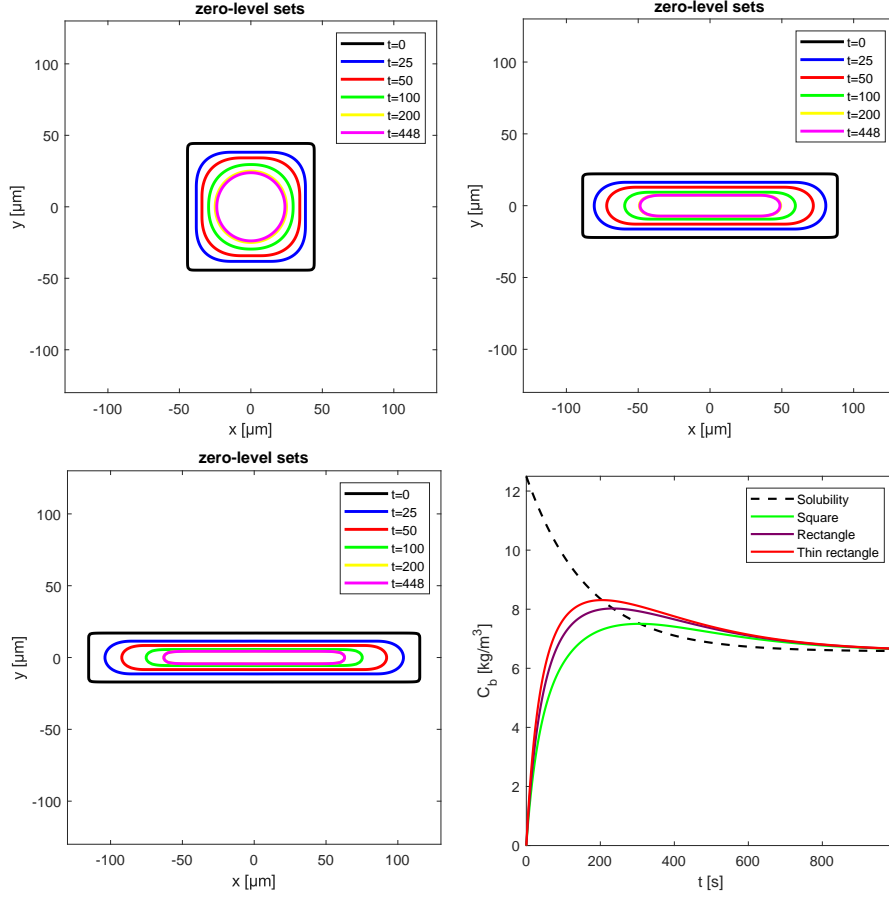 zero-level sets
t=0
t=25
t=50
t=100
t=200
t=448
100
50
0
-50
-100
y [μm]
-100
-50
0
50
100
x [μm]
zero-level sets
t=0
t=25
t=50
t=100
t=200
t=448
100
50
0
-50
-100
y [μm]
-100
-50
0
50
100
x [μm]
zero-level sets
t=0
t=25
t=50
t=100
t=200
t=448
100
50
0
-50
-100
y [μm]
-100
-50
0
50
100
x [μm]
Solubility
Square
Rectangle
Thin rectangle
12
10
8
6
4
2
0
C_b [kg/m³]
0
200
400
600
800
t [s]